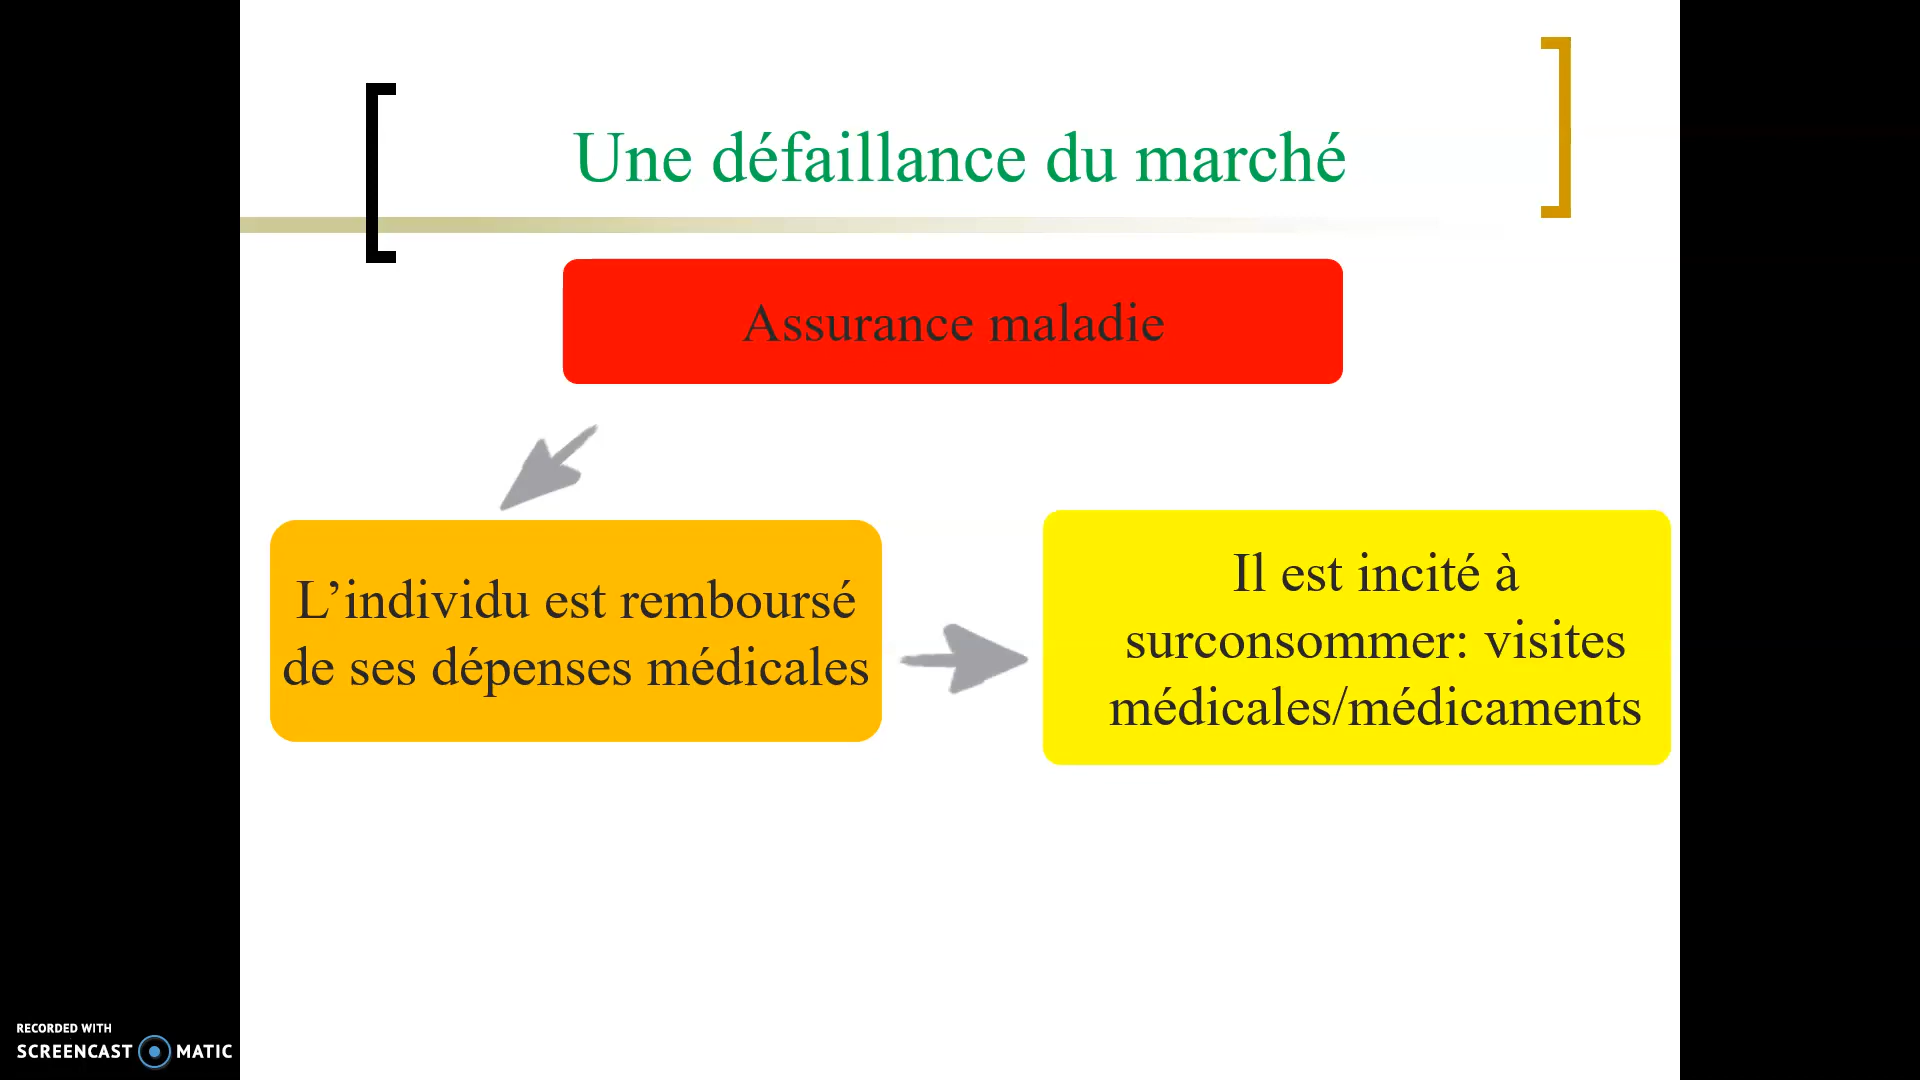 Une défaillance du marché
Assurance maladie
L’individu est remboursé
de ses dépenses médicales
Il est incité à
surconsommer: visites
médicales/médicaments
RECORDED WITH
SCREENCAST MATIC